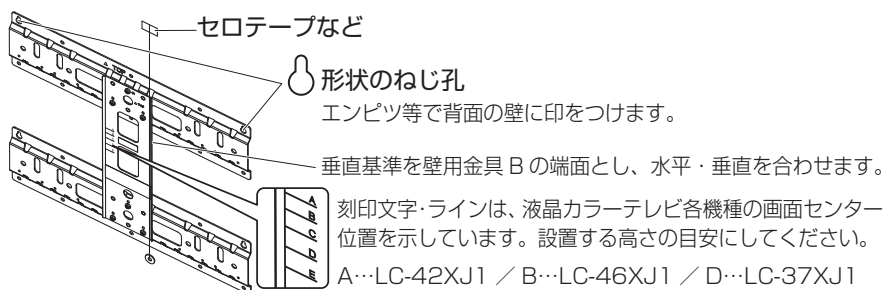 セロテープなど
形状のねじ孔
エンピツ等で背面の壁に印をつけます。
垂直基準を壁用金具 B の端面とし、水平・垂直を合わせます。
A
B
C
D
E
刻印文字・ラインは、液晶カラーテレビ各機種の画面センター
位置を示しています。設置する高さの目安にしてください。
A…LC-42XJ1 ／ B…LC-46XJ1 ／ D…LC-37XJ1